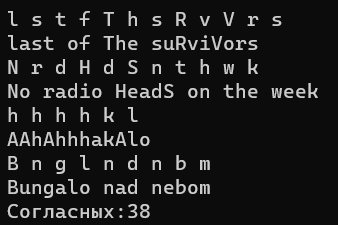 l s t f T h s R v V r s
last of The suRviVors
N r d H d S n t h w k
No radio HeadS on the week
h h h h k l
AAhAhhhakAlo
B n g l n d n b m
Bungalo nad nebom
Согласных:38